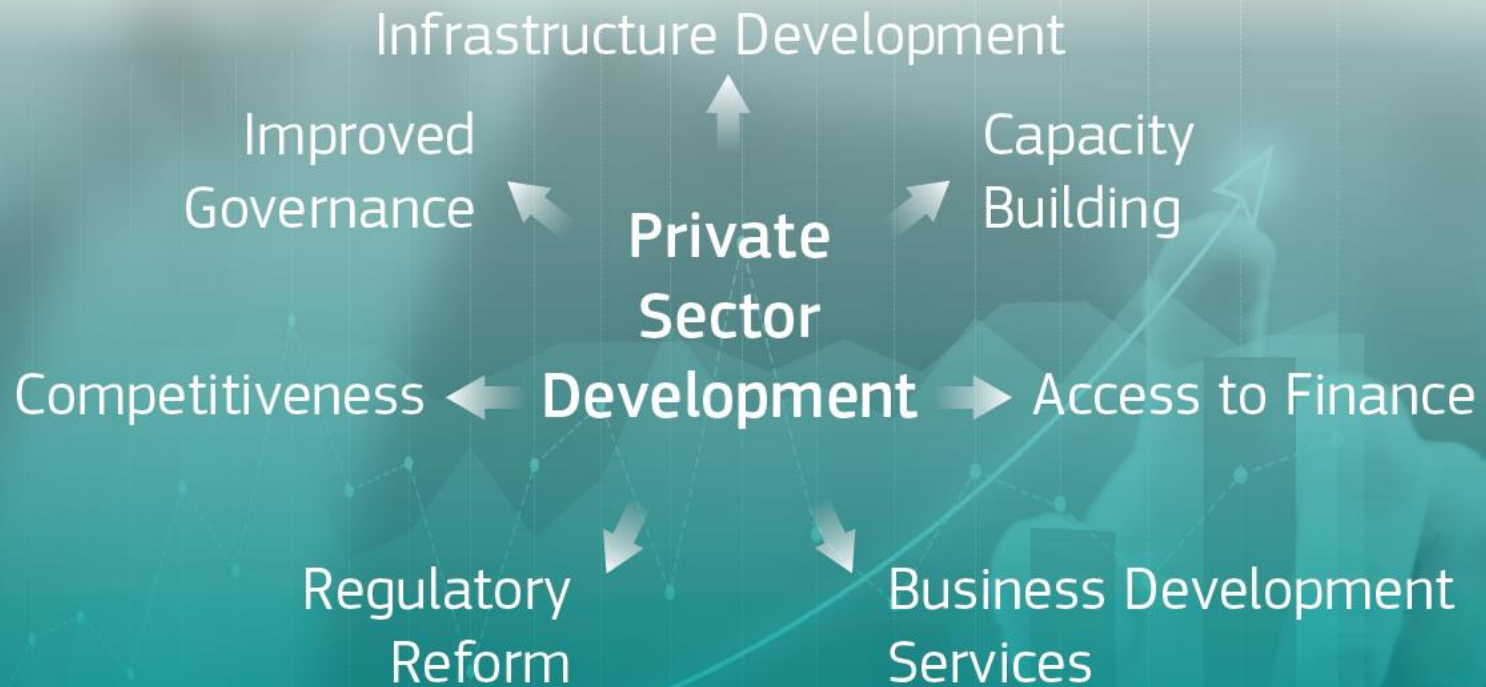 Infrastructure Development
Improved
Governance
Capacity
Building
Private
Sector
Development
Competitiveness
Access to Finance
Regulatory
Reform
Business Development
Services